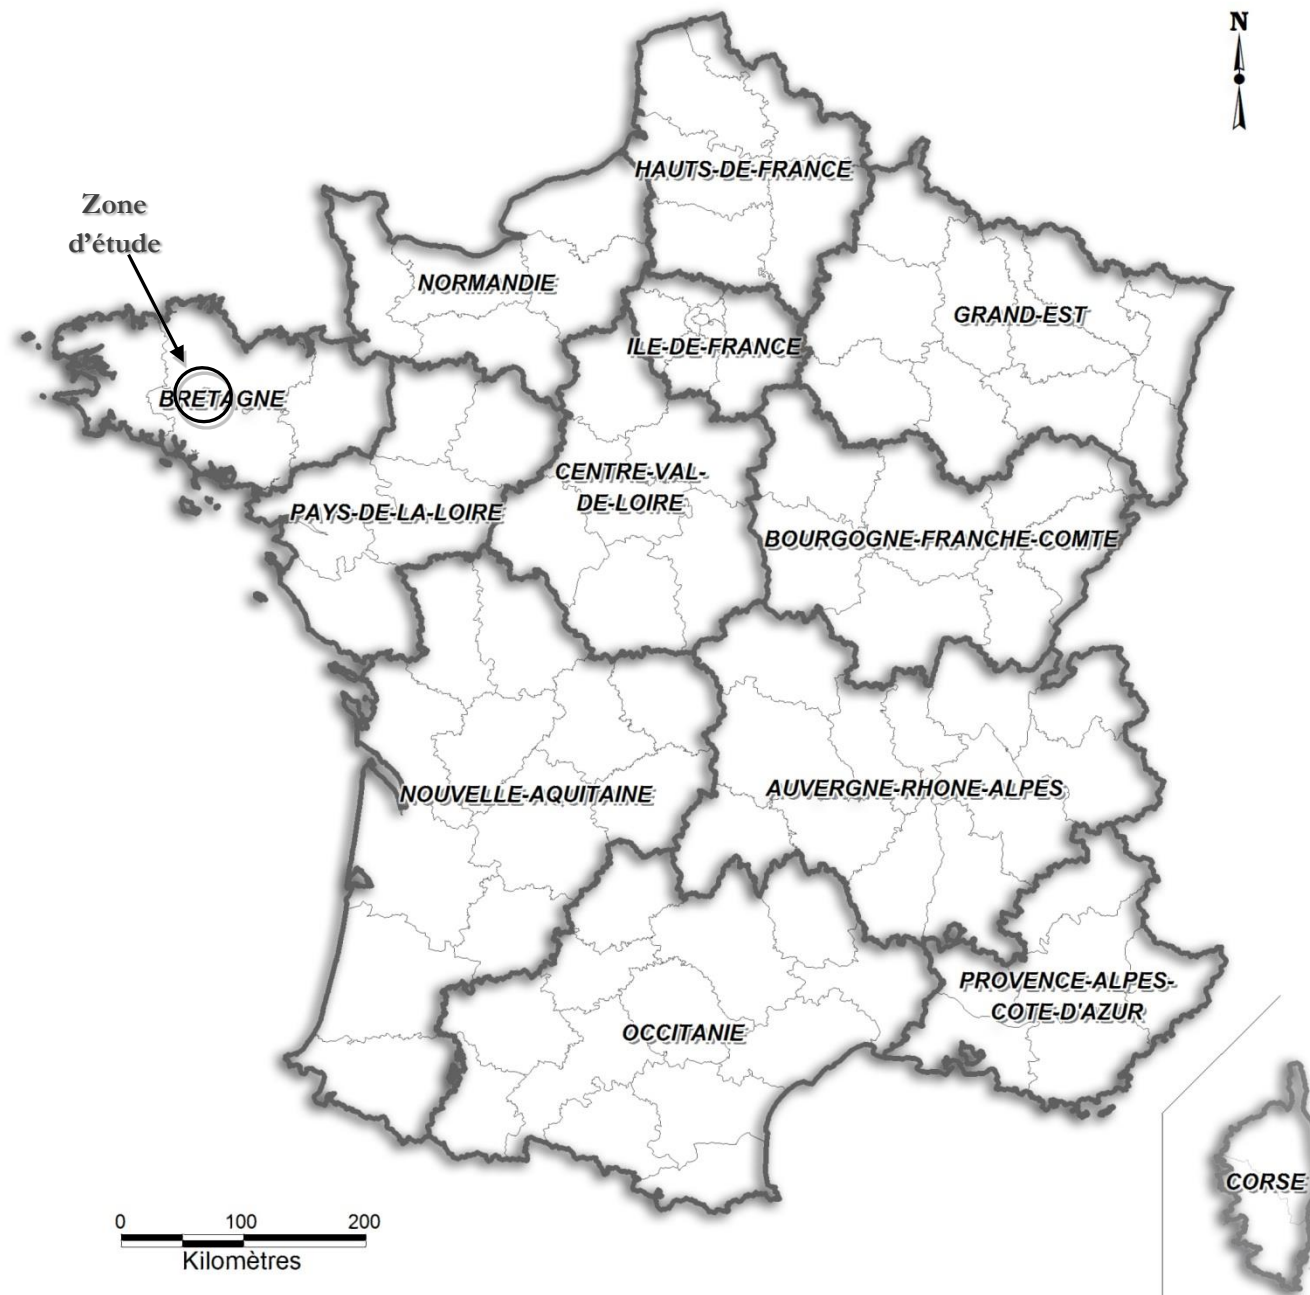 N
HAUTS-DE-FRANCE
Zone
d'étude
NORMANDIE
GRAND-EST
ILE-DE-FRANCE
BRETAGNE
CENTRE-VAL-
DE-LOIRE
PAYS-DE-LA-LOIRE
BOURGOGNE-FRANCHE-COMTE
NOUVELLE-AQUITAINE
AUVERGNE-RHONE-ALPES
PROVENCE-ALPES-
COTE-D'AZUR
OCCITANIE
CORSE
0 100 200
Kilomètres